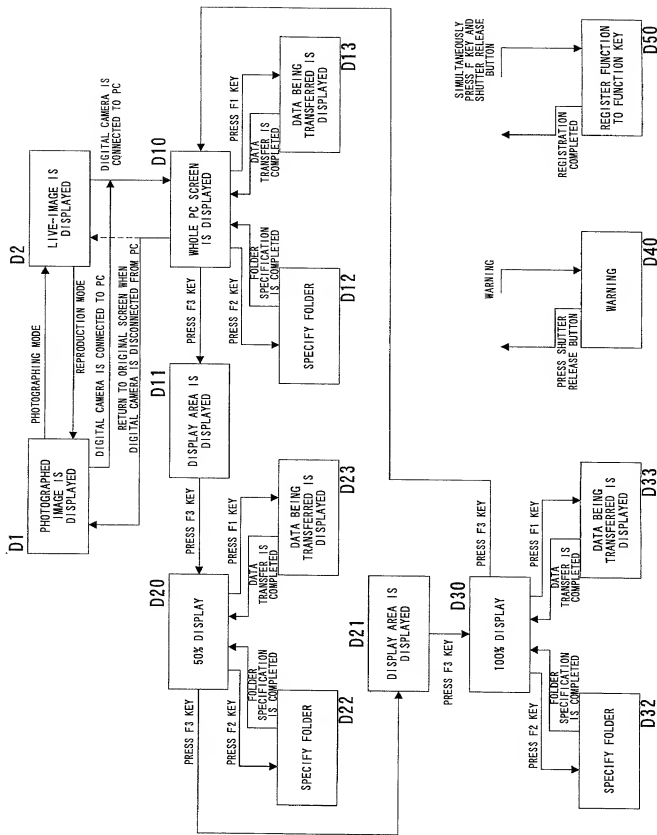 D1
PHOTOGRAPHED
IMAGE IS
DISPLAYED
PHOTOGRAPHING MODE
REPRODUCTION MODE
D2
LIVE-IMAGE IS
DISPLAYED
DIGITAL CAMERA IS CONNECTED TO PC
RETURN TO ORIGINAL SCREEN WHEN
DIGITAL CAMERA IS DISCONNECTED FROM PC
DIGITAL CAMERA IS
CONNECTED TO PC
D20
50% DISPLAY
PRESS F3 KEY
D11
DISPLAY AREA IS
DISPLAYED
PRESS F3 KEY
D10
WHOLE PC SCREEN
IS DISPLAYED
PRESS F3 KEY
PRESS F2 KEY
FOLDER
SPECIFICATION
IS COMPLETED
DATA
TRANSFER IS
COMPLETED
PRESS F1 KEY
D22
SPECIFY FOLDER
D23
DATA BEING
TRANSFERRED IS
DISPLAYED
PRESS F2 KEY
FOLDER
SPECIFICATION
IS COMPLETED
DATA
TRANSFER IS
COMPLETED
PRESS F1 KEY
D12
SPECIFY FOLDER
D13
DATA BEING
TRANSFERRED IS
DISPLAYED
D21
DISPLAY AREA IS
DISPLAYED
PRESS F3 KEY
D30
100% DISPLAY
PRESS F3 KEY
PRESS F2 KEY
FOLDER
SPECIFICATION
IS COMPLETED
DATA
TRANSFER IS
COMPLETED
PRESS F1 KEY
D32
SPECIFY FOLDER
D33
DATA BEING
TRANSFERRED IS
DISPLAYED
PRESS SHUTTER
RELEASE BUTTON
WARNING
D40
WARNING
REGISTRATION
COMPLETED
SIMULTANEOUSLY
PRESS F KEY AND
SHUTTER RELEASE
BUTTON
D50
REGISTER FUNCTION
TO FUNCTION KEY